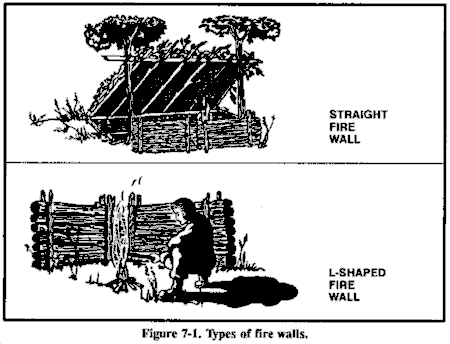 STRAIGHT
FIRE
WALL
L-SHAPED
FIRE
WALL
Figure 7-1. Types of fire walls.